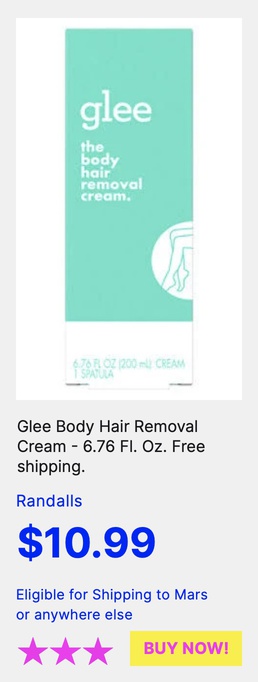 glee
the
body
hair
removal
cream.
6.76 FL OZ (200 mL) CREAM
1 SPATULA
Glee Body Hair Removal
Cream - 6.76 Fl. Oz. Free
shipping.
Randalls
$10.99
Eligible for Shipping to Mars
or anywhere else
BUY NOW!